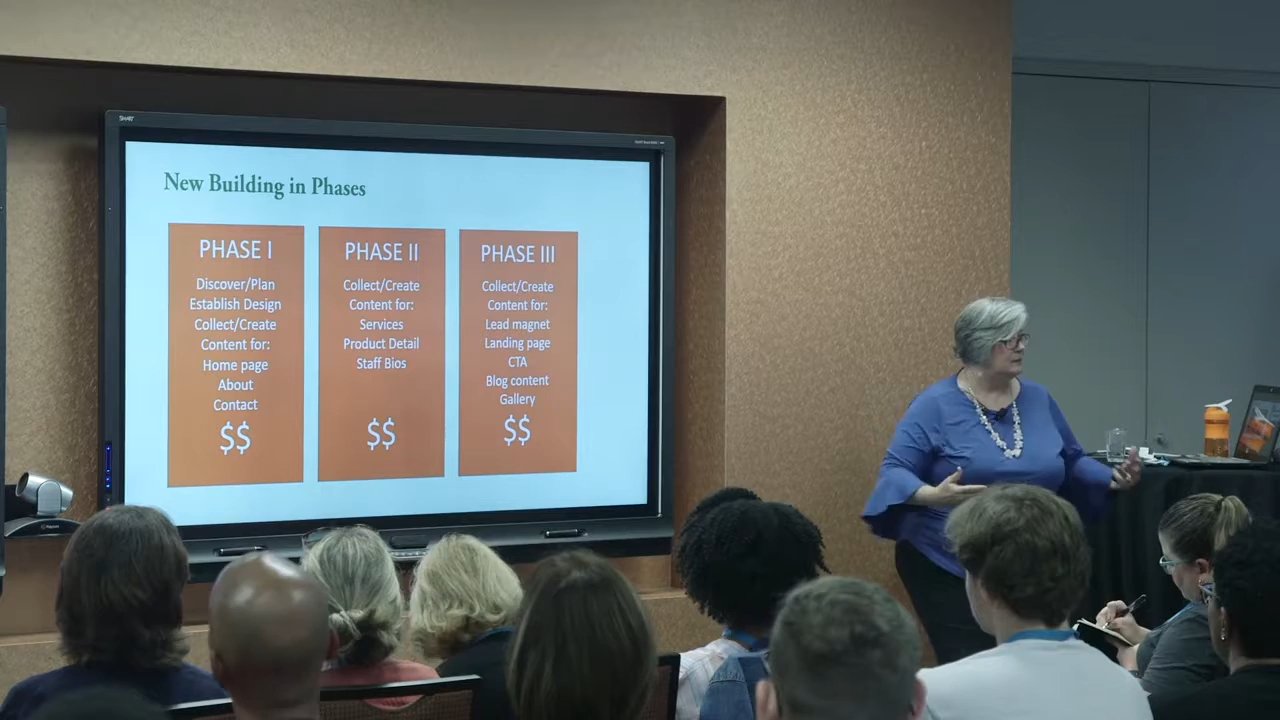 SMART
New Building in Phases
PHASE I
Discover/Plan
Establish Design
Collect/Create
Content for:
Home page
About
Contact
$$
PHASE II
Collect/Create
Content for:
Services
Product Detail
Staff Bios
$$
PHASE III
Collect/Create
Content for:
Lead magnet
Landing page
CTA
Blog content
Gallery
$$